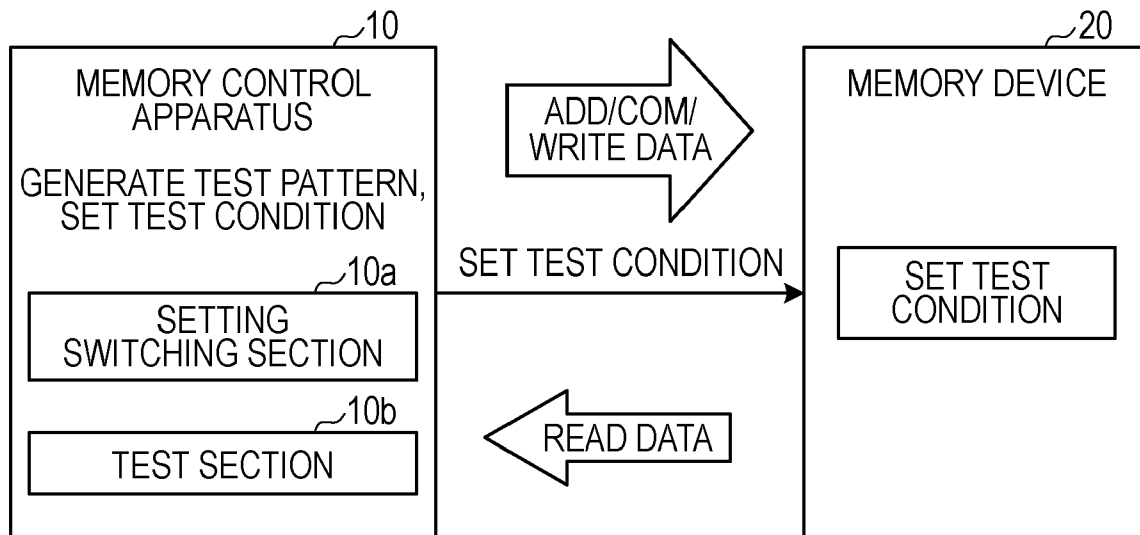 10
MEMORY CONTROL
APPARATUS
GENERATE TEST PATTERN,
SET TEST CONDITION
10a
SETTING
SWITCHING SECTION
10b
TEST SECTION
ADD/COM/
WRITE DATA
SET TEST CONDITION
READ DATA
20
MEMORY DEVICE
SET TEST
CONDITION